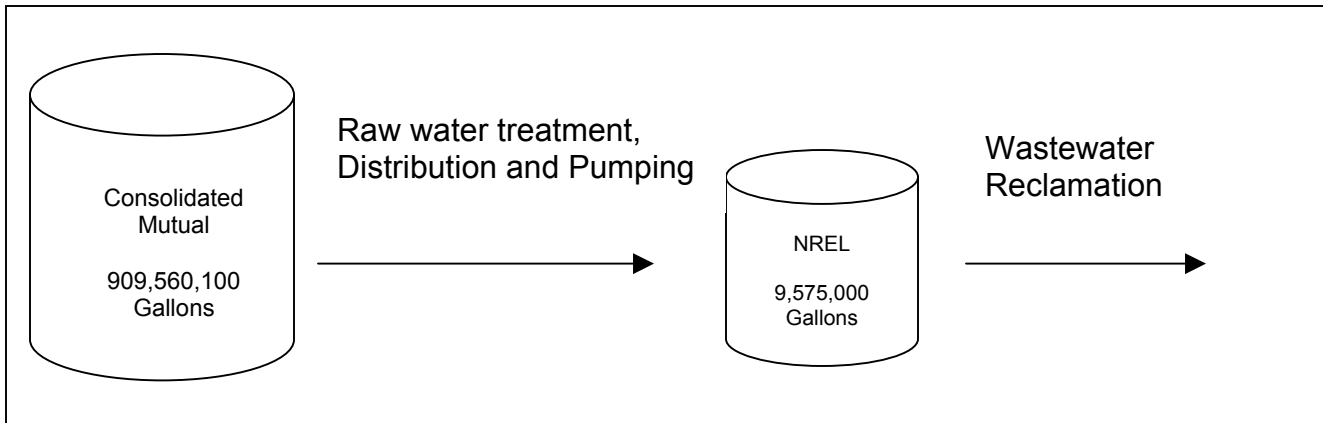 Consolidated
Mutual
909,560,100
Gallons
Raw water treatment,
Distribution and Pumping
NREL
9,575,000
Gallons
Wastewater
Reclamation